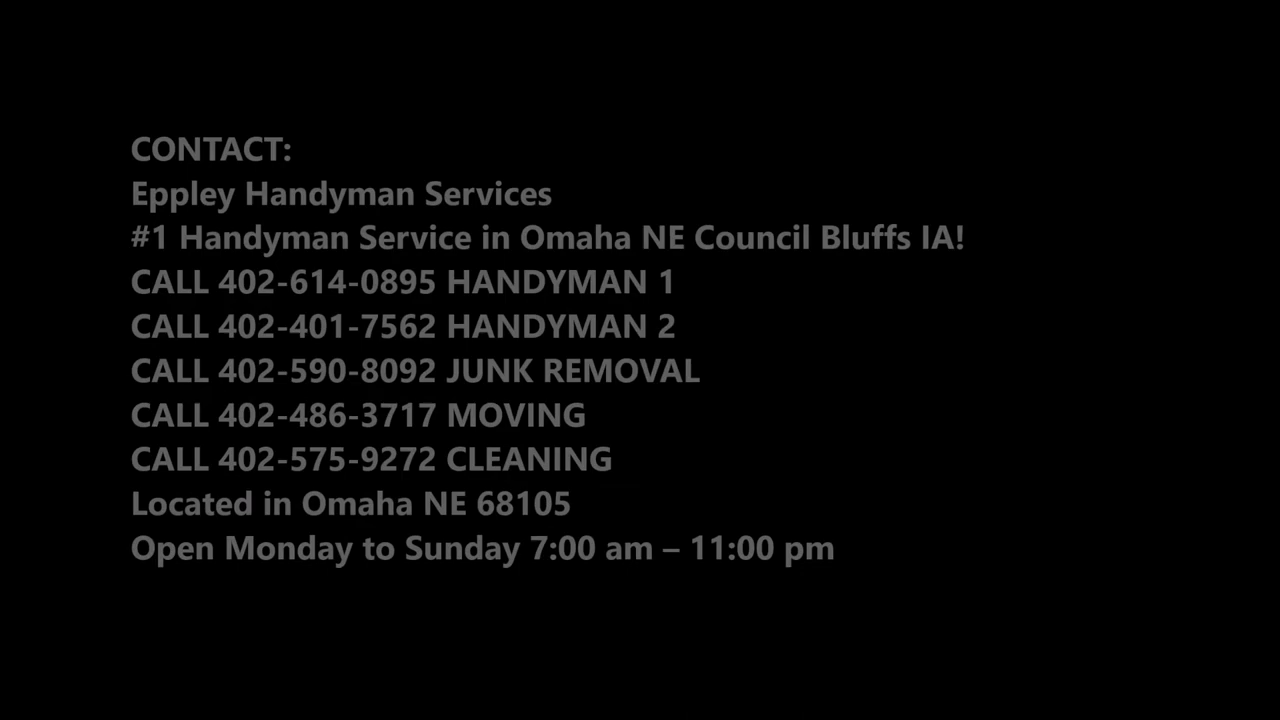 CONTACT:
Eppley Handyman Services
#1 Handyman Service in Omaha NE Council Bluffs IA!
CALL 402-614-0895 HANDYMAN 1
CALL 402-401-7562 HANDYMAN 2
CALL 402-590-8092 JUNK REMOVAL
CALL 402-486-3717 MOVING
CALL 402-575-9272 CLEANING
Located in Omaha NE 68105
Open Monday to Sunday 7:00 am – 11:00 pm